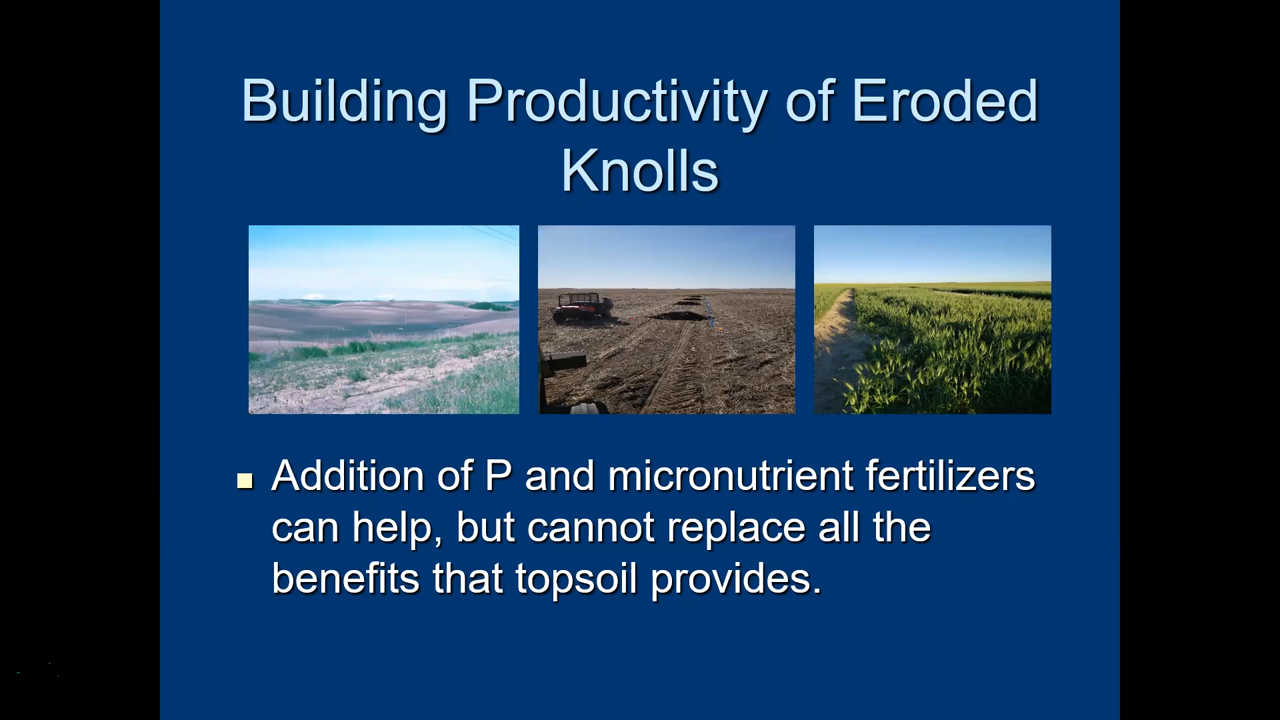 Building Productivity of Eroded
Knolls
Addition of P and micronutrient fertilizers
can help, but cannot replace all the
benefits that topsoil provides.